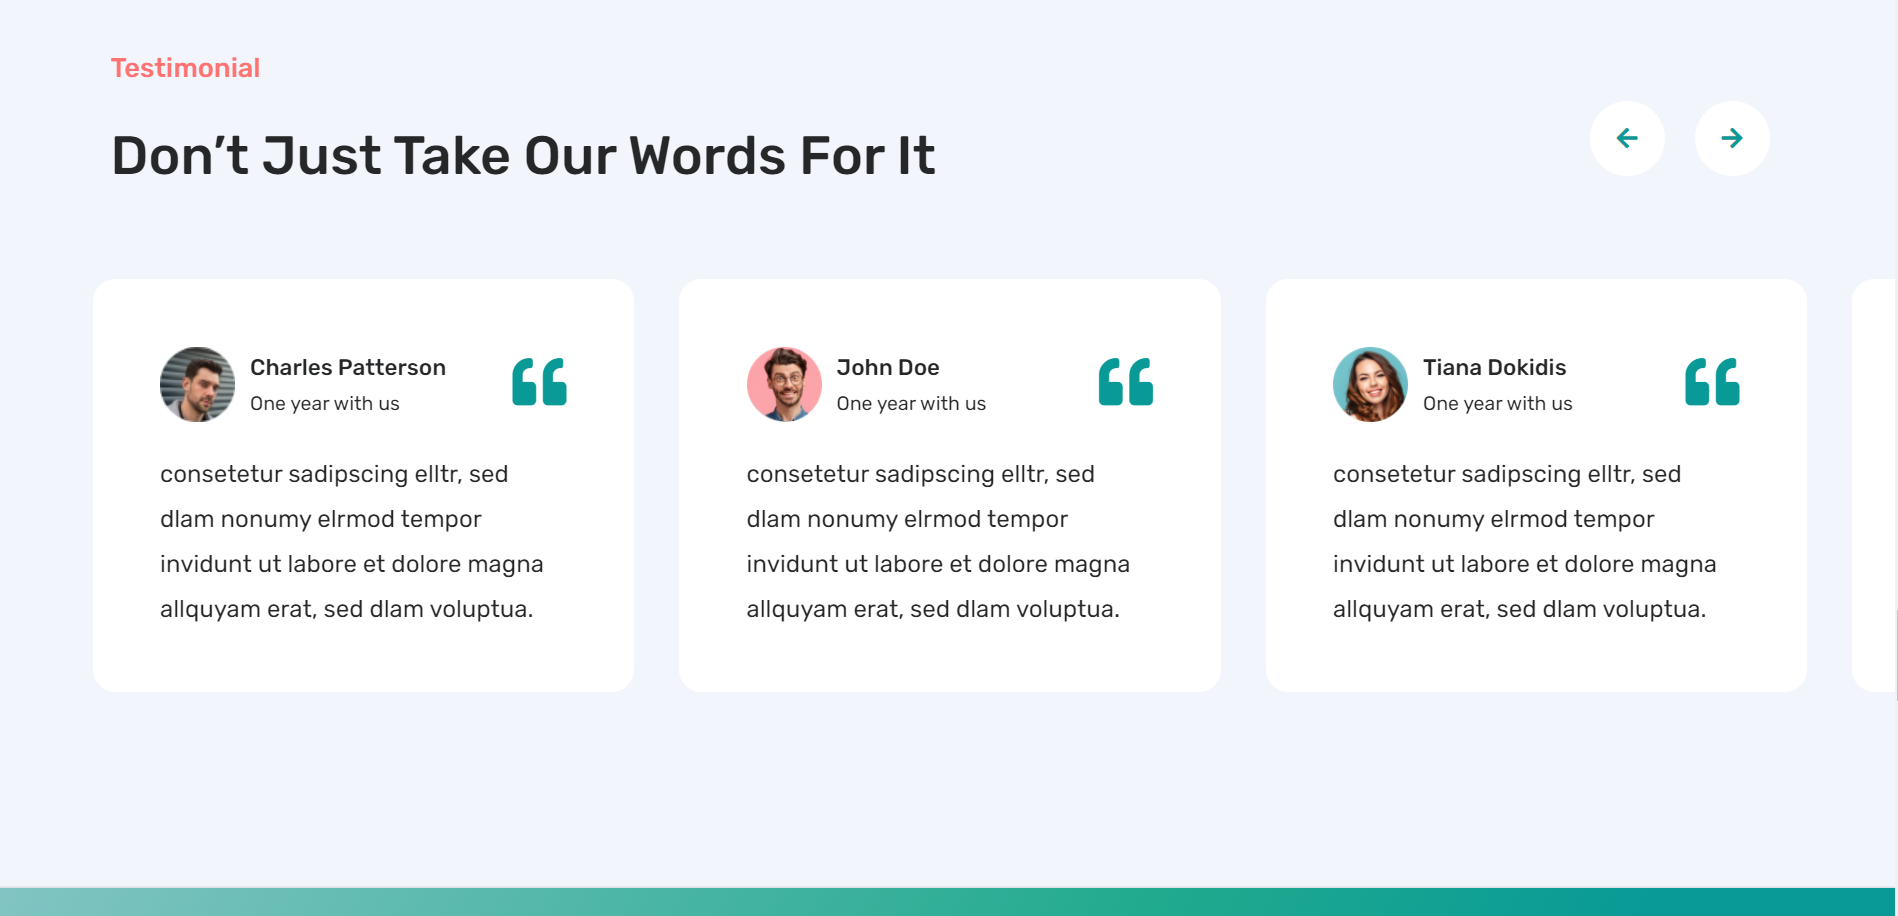 Testimonial
Don’t Just Take Our Words For It
Charles Patterson
One year with us
consetetur sadipscing elltr, sed
dlam nonumy elrmod tempor
invidunt ut labore et dolore magna
allquyam erat, sed dlam voluptua.
John Doe
One year with us
consetetur sadipscing elltr, sed
dlam nonumy elrmod tempor
invidunt ut labore et dolore magna
allquyam erat, sed dlam voluptua.
Tiana Dokidis
One year with us
consetetur sadipscing elltr, sed
dlam nonumy elrmod tempor
invidunt ut labore et dolore magna
allquyam erat, sed dlam voluptua.